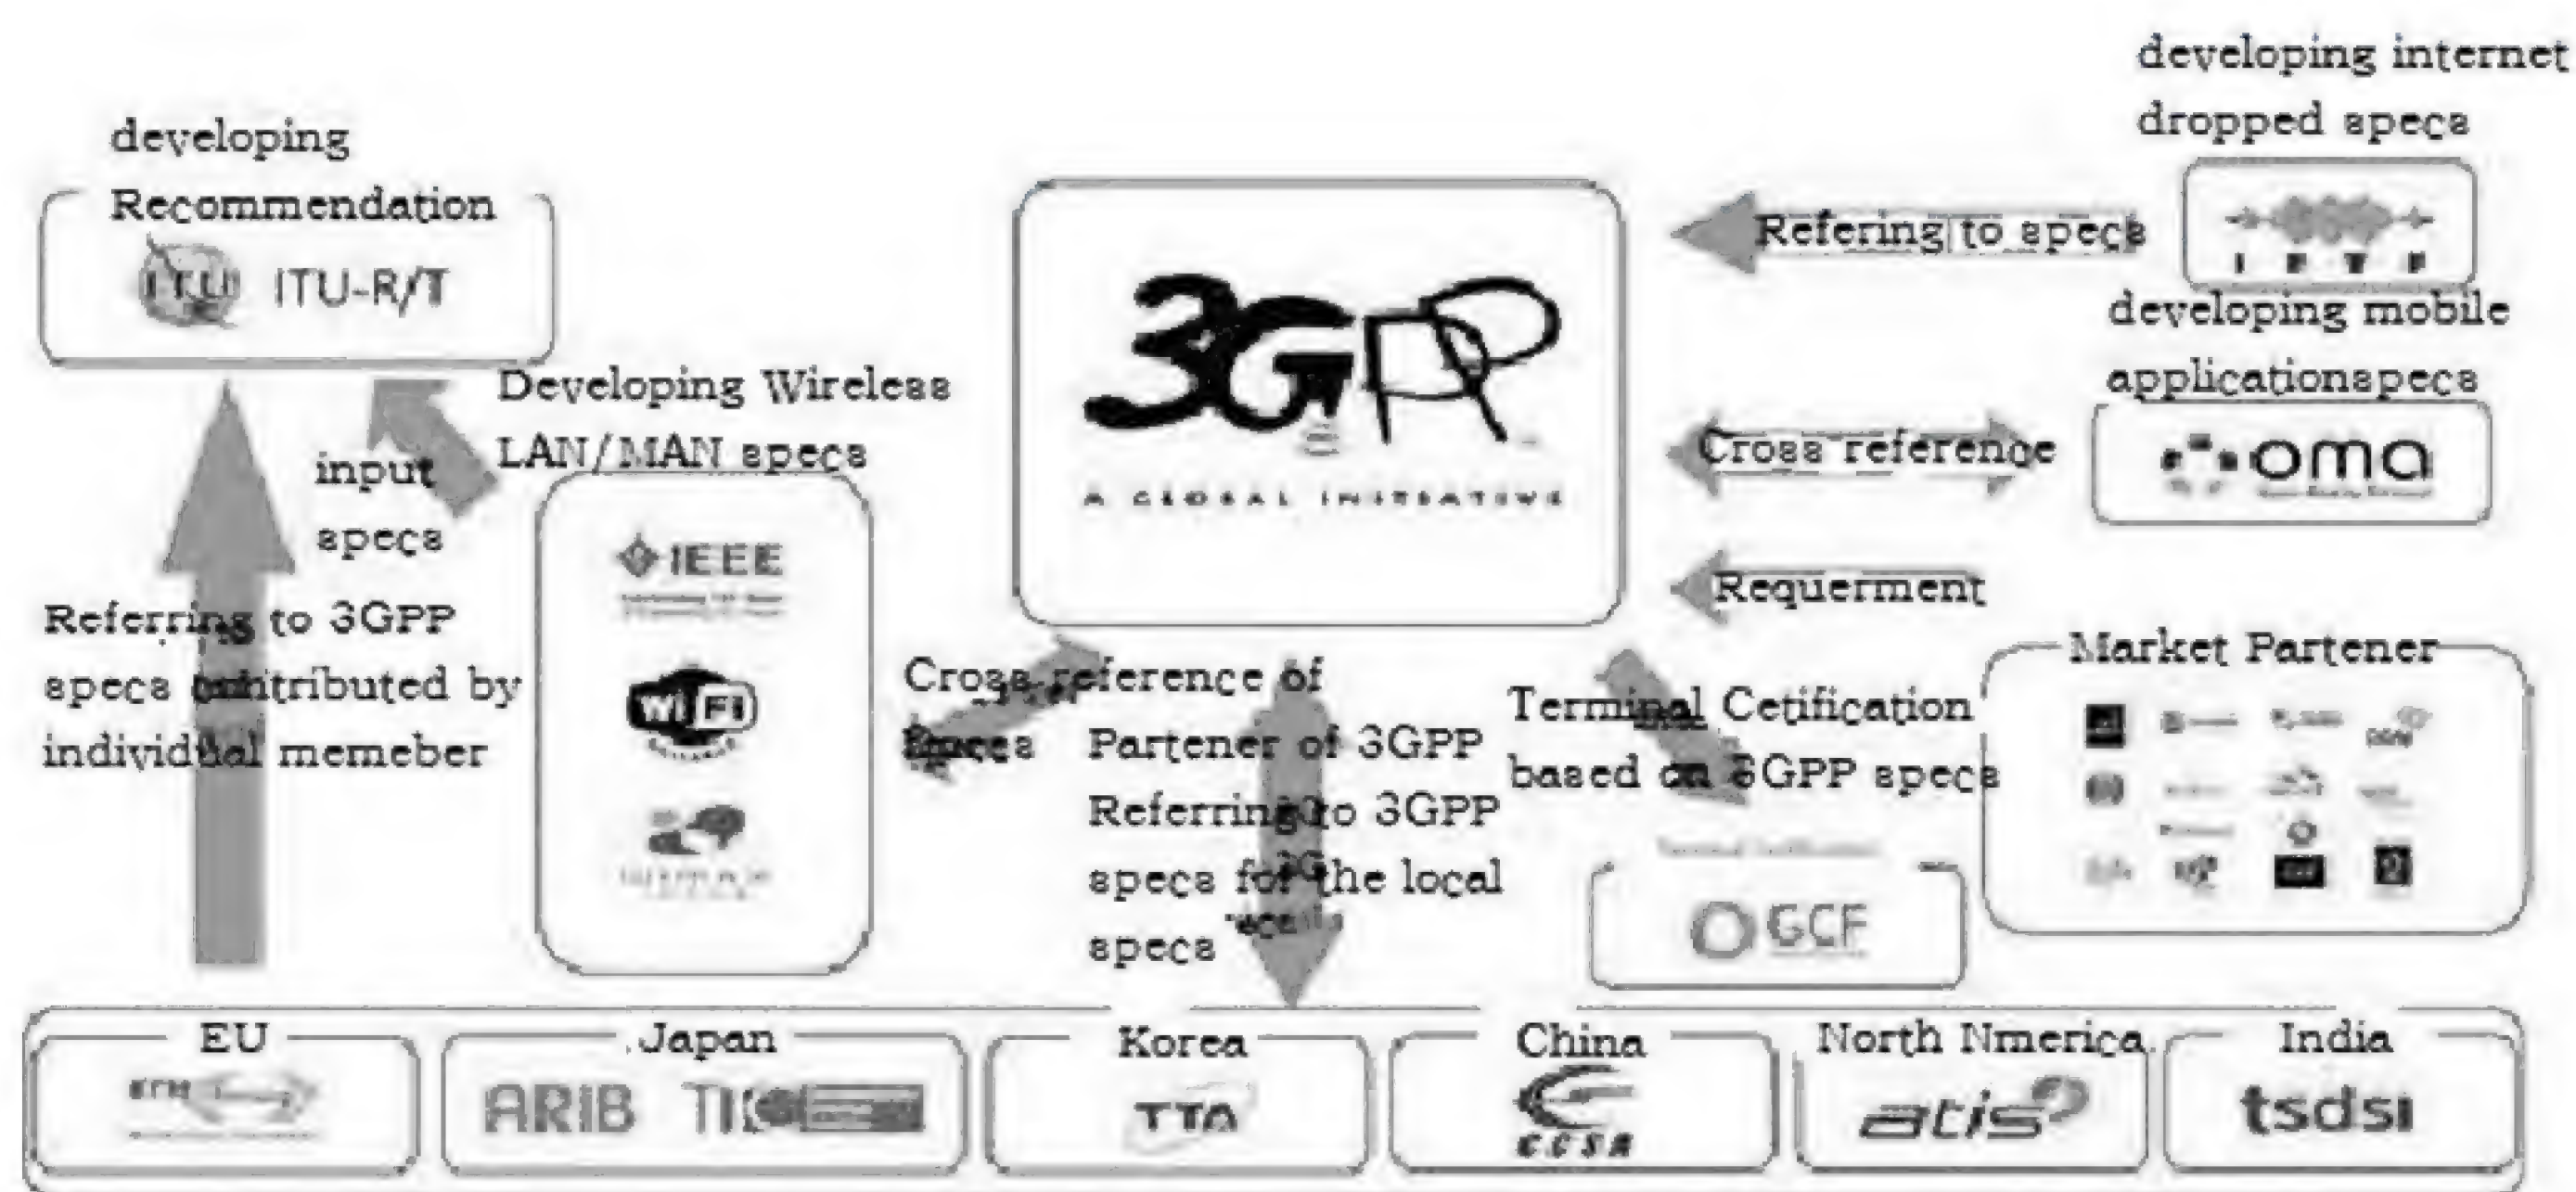 developing internet
dropped specs
developing
Recommendation
ITU ITU-R/T
Refering to specs
I E T F
developing mobile
applicationspecs
Developing Wireless
LAN/MAN specs
3GPP
A GLOBAL INITIATIVE
Cross reference
oma
input
specs
IEEE
Requerment
Referring to 3GPP
specs contributed by
individual memeber
Wi Fi
Cross reference of
Market Partener
Terminal Cetification
based on 3GPP specs
Partener of 3GPP
Referring to 3GPP
specs for the local
specs
GCF
EU
Japan
Korea
China
North Nmerica
India
ARIB
TTA
CCSA
atis
tsdsi